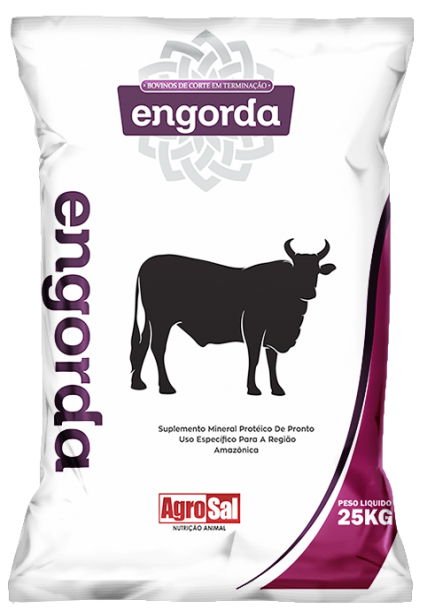 • BOVINOS DE CORTE EM TERMINAÇÃO •
engorda
engorda
Suplemento Mineral Protéico De Pronto
Uso Específico Para A Região
Amazônica
AgroSal
NUTRIÇÃO ANIMAL
PESO LIQUIDO
25KG